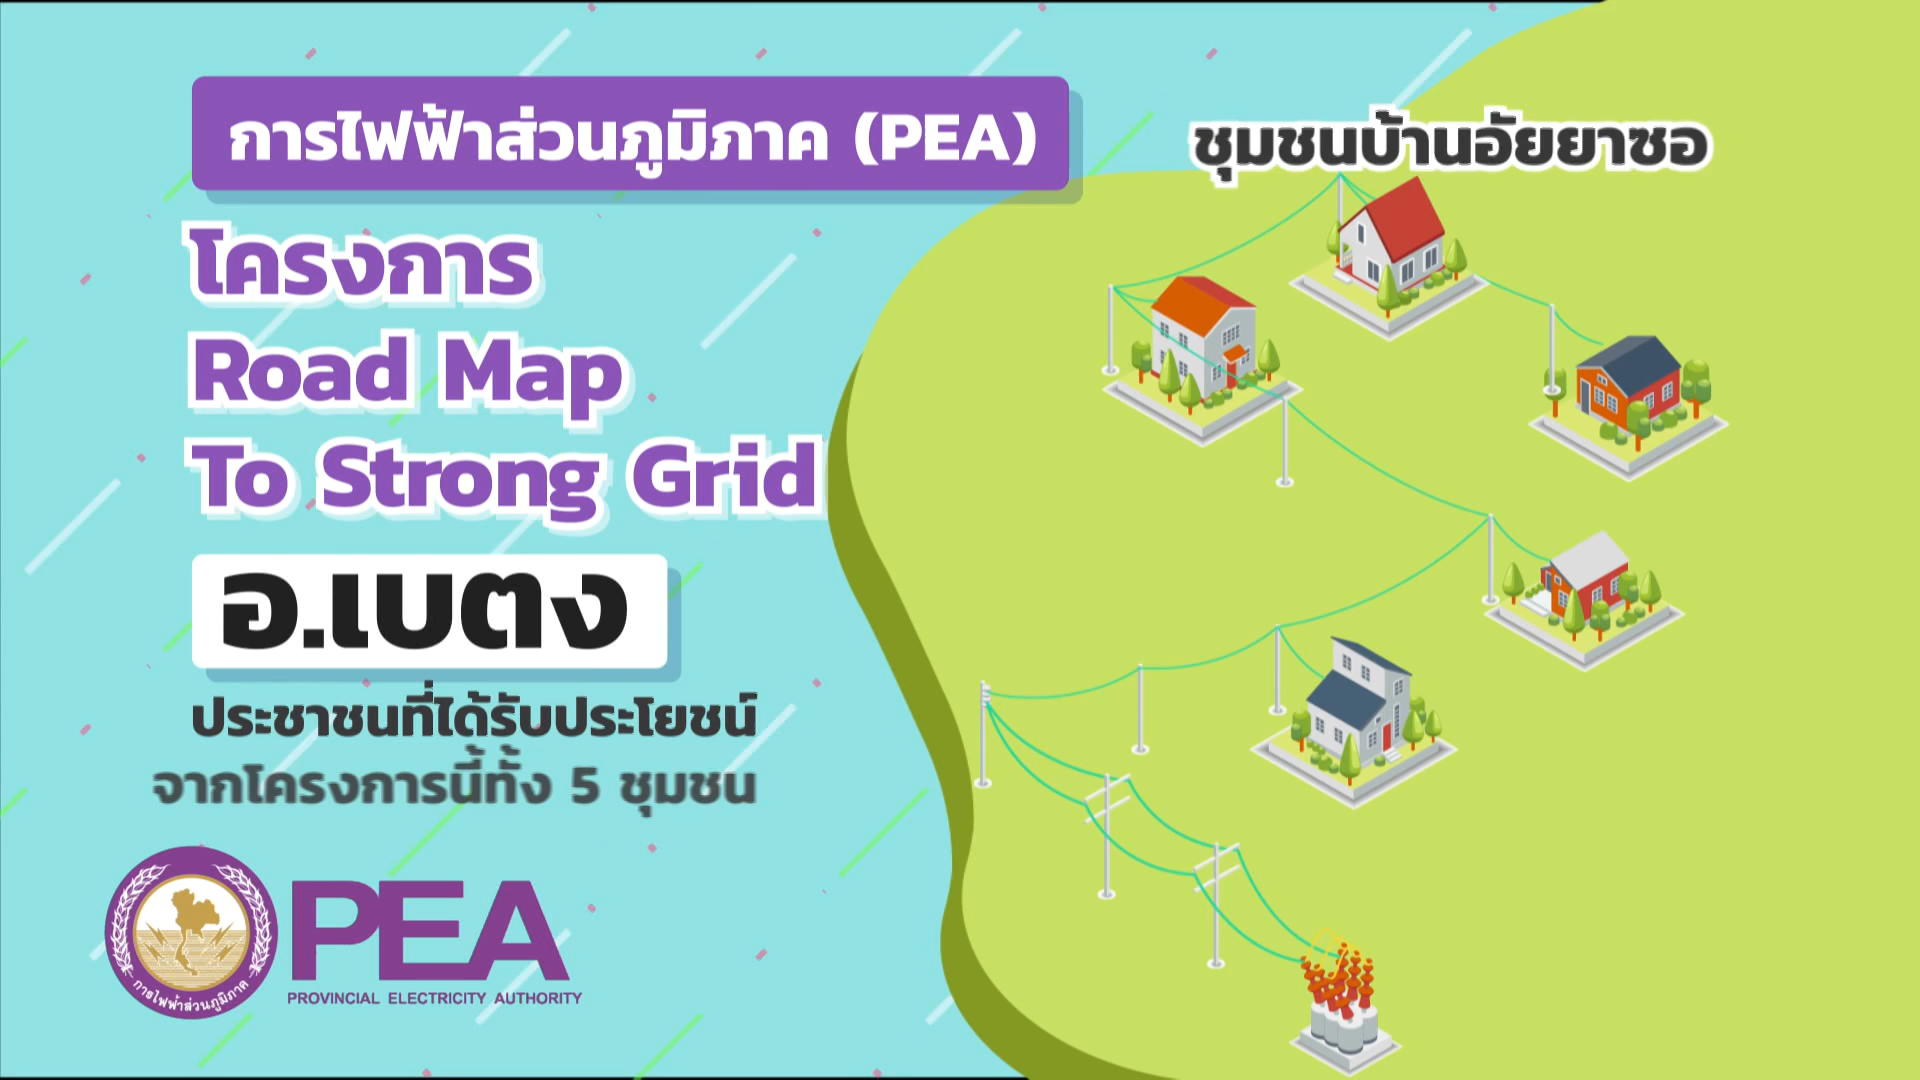 การไฟฟ้าส่วนภูมิภาค (PEA)
โครงการ
Road Map
To Strong Grid
อ.เบตง
ประชาชนที่ได้รับประโยชน์
จากโครงการนี้ทั้ง 5 ชุมชน
ชุมชนบ้านอัยยาซอ
การไฟฟ้าส่วนภูมิภาค
PEA
PROVINCIAL ELECTRICITY AUTHORITY